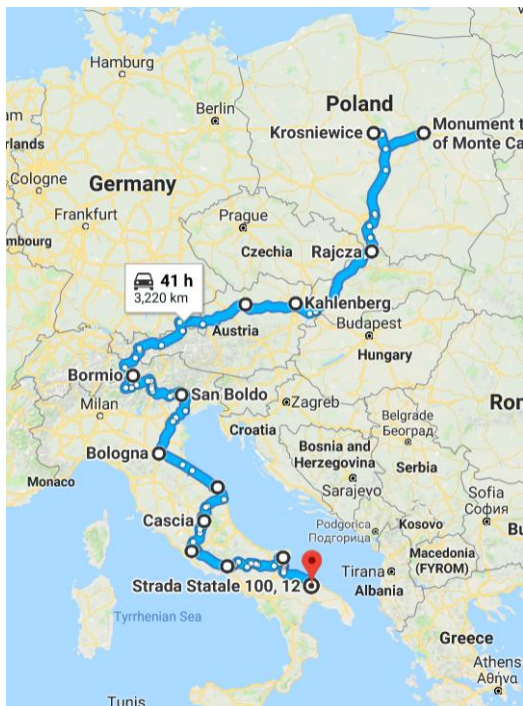 Hamburg
Berlin
Poland
Krosniewice
Monument t
of Monte Ca
rlands
Cologne
Germany
Frankfurt
mbourg
Prague
Czechia
Rajcza
41 h
3,220 km
Kahlenberg
Austria
Budapest
Hungary
Bormio
San Boldo
Milan
Zagreb
Ron
Croatia
Belgrade
Београд
Bologna
Bosnia and
Herzegovina
Serbia
Monaco
Sarajevo
Sofia
София
Cascia
Podgorica
Подгорица
Kosovo
Bu
Macedonia
(FYROM)
Strada Statale 100, 12
Tirana
Albania
Tyrrhenian Sea
Greece
Athens
Αθήνα
Tunis